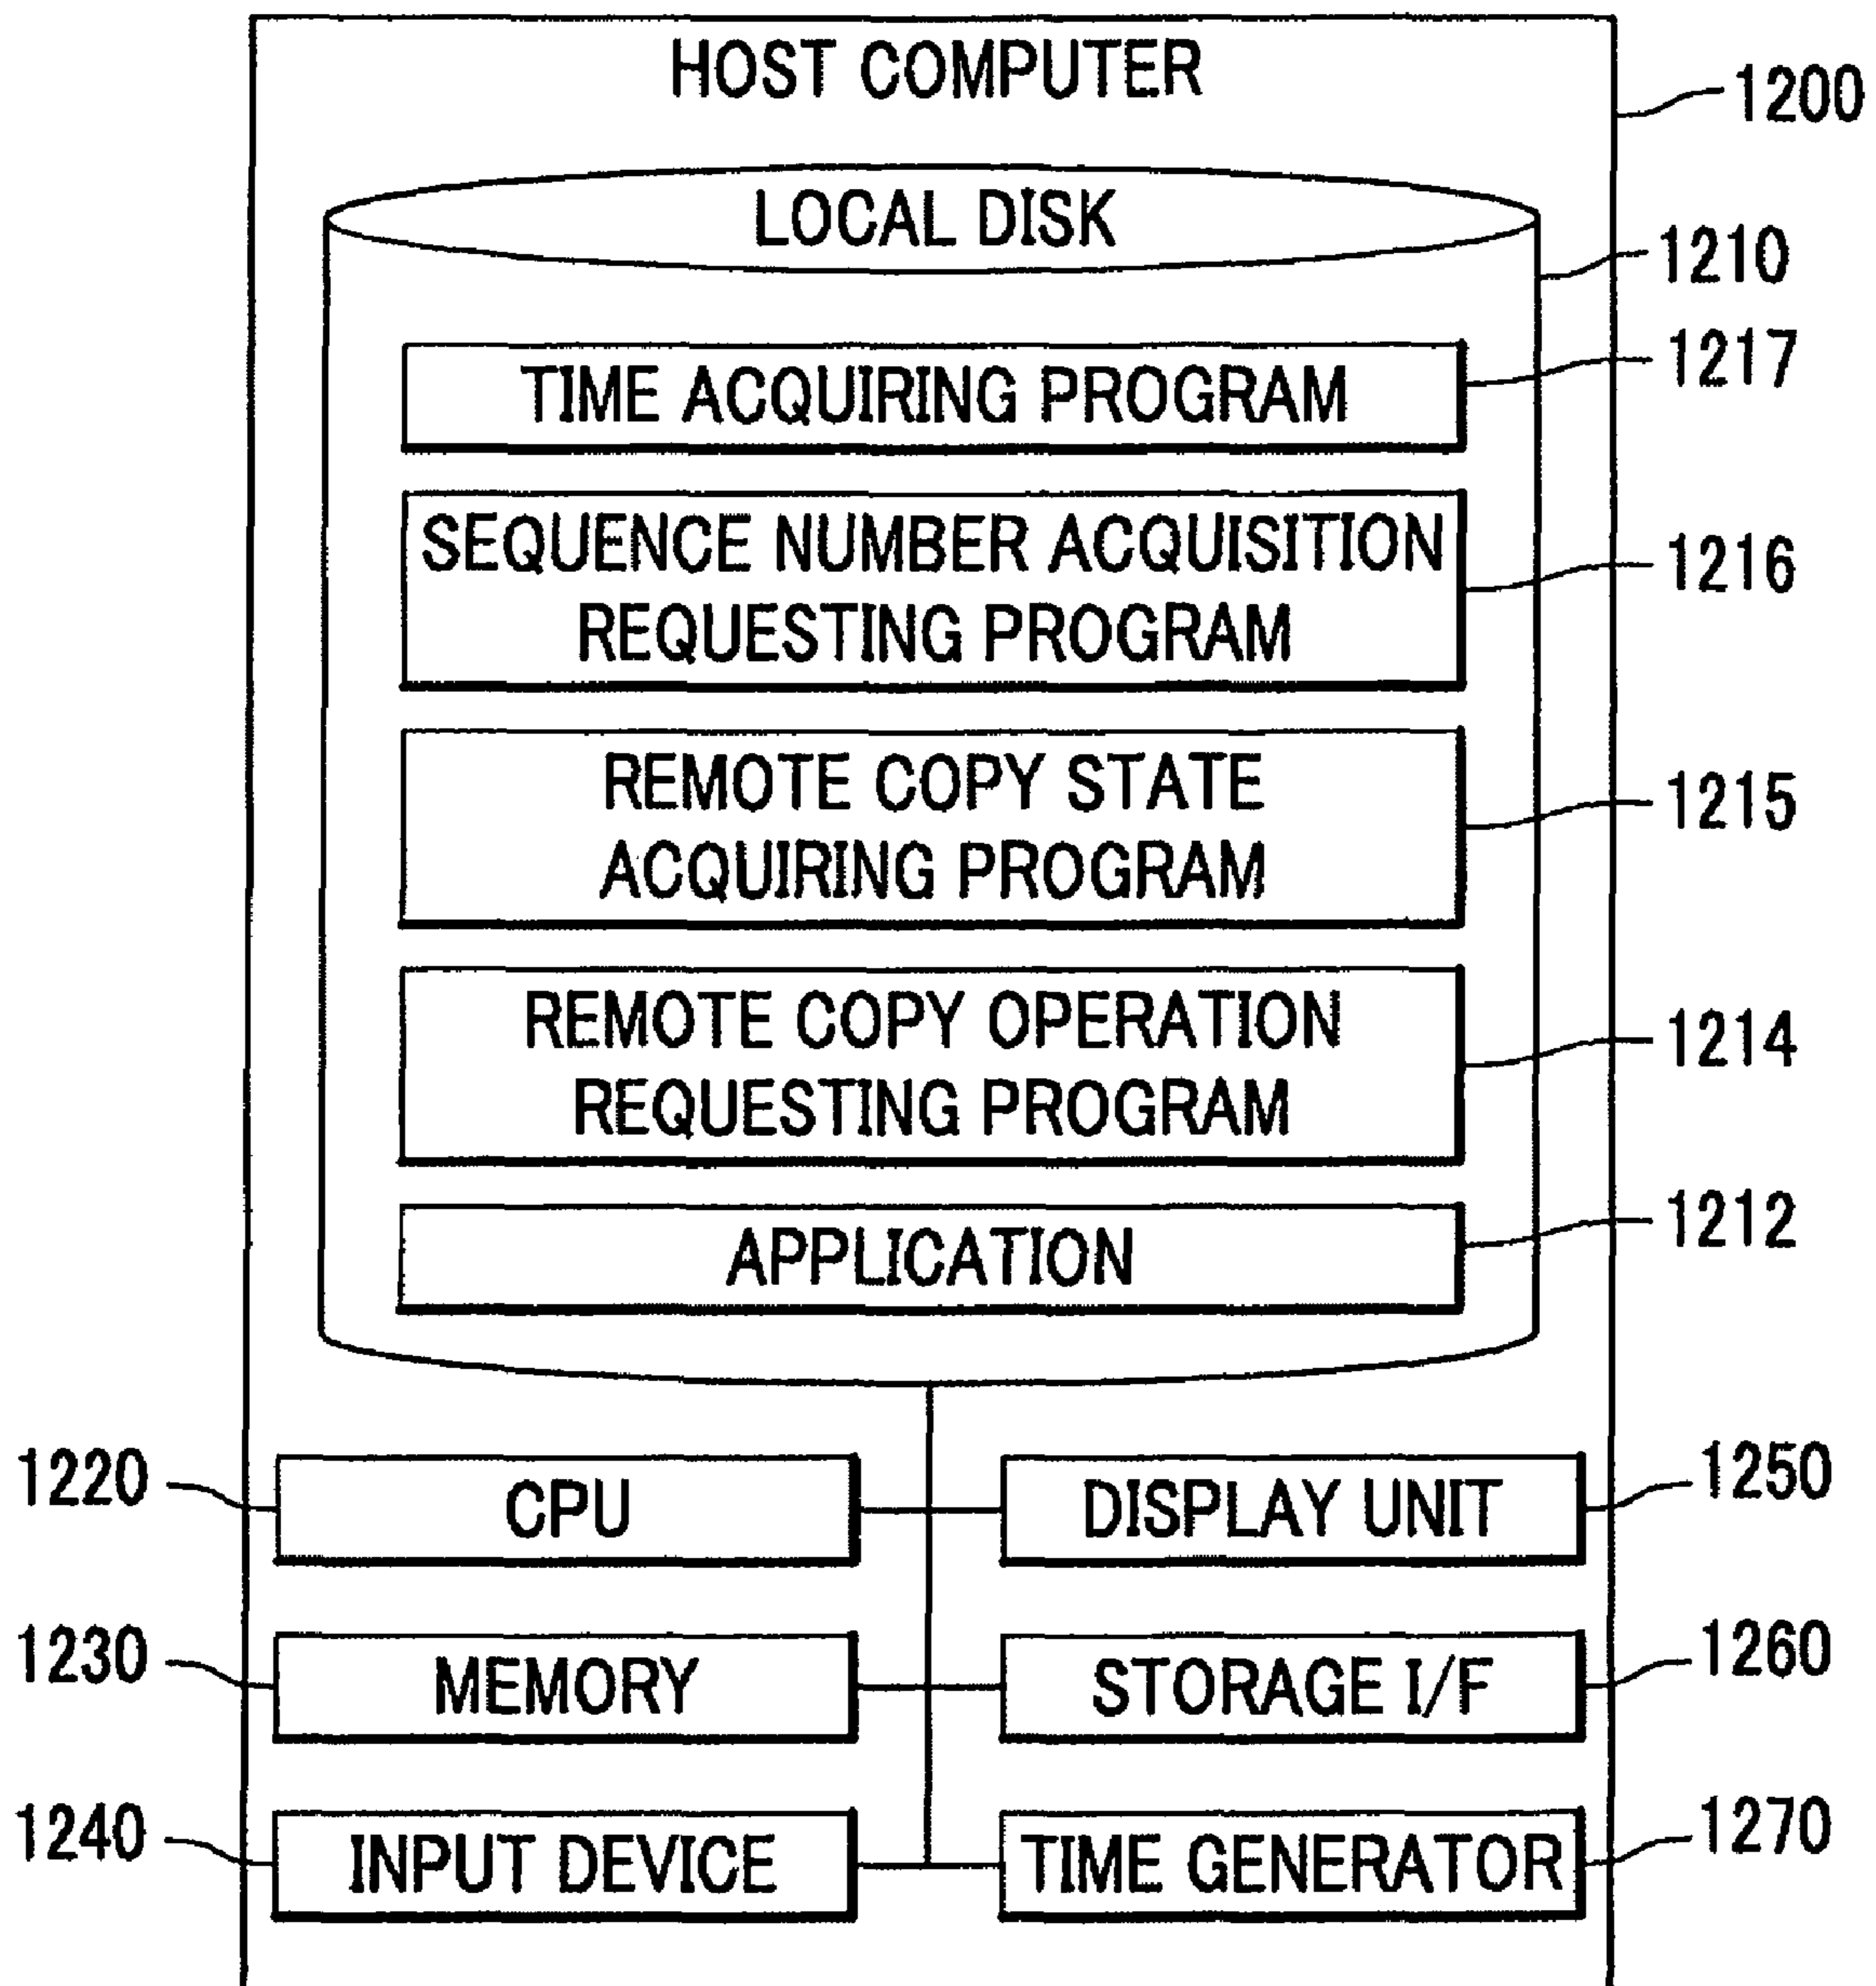 HOST COMPUTER
1200
LOCAL DISK
1210
TIME ACQUIRING PROGRAM
1217
SEQUENCE NUMBER ACQUISITION
REQUESTING PROGRAM
1216
REMOTE COPY STATE
ACQUIRING PROGRAM
1215
REMOTE COPY OPERATION
REQUESTING PROGRAM
1214
APPLICATION
1212
1220
CPU
DISPLAY UNIT
1250
1230
MEMORY
STORAGE I/F
1260
1240
INPUT DEVICE
TIME GENERATOR
1270